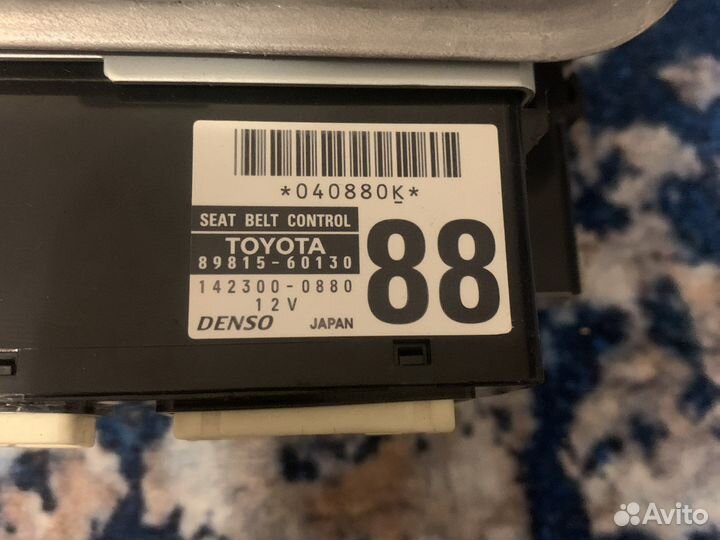 *040880K*
SEAT BELT CONTROL
TOYOTA
89815-60130
88
142300-0880
12V
DENSO JAPAN
Avito